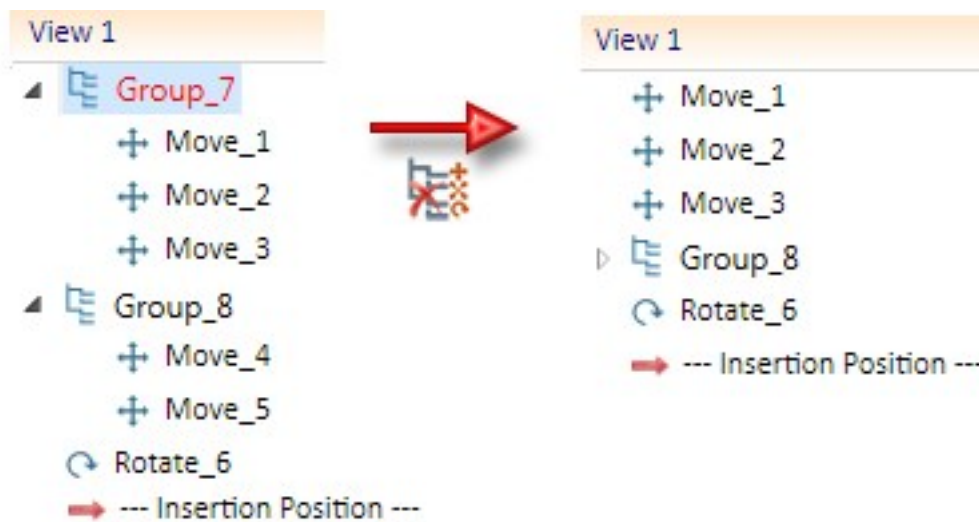 View 1
Group_7
Move_1
Move_2
Move_3
Group_8
Move_4
Move_5
Rotate_6
--- Insertion Position ---
View 1
Move_1
Move_2
Move_3
Group_8
Rotate_6
--- Insertion Position ---